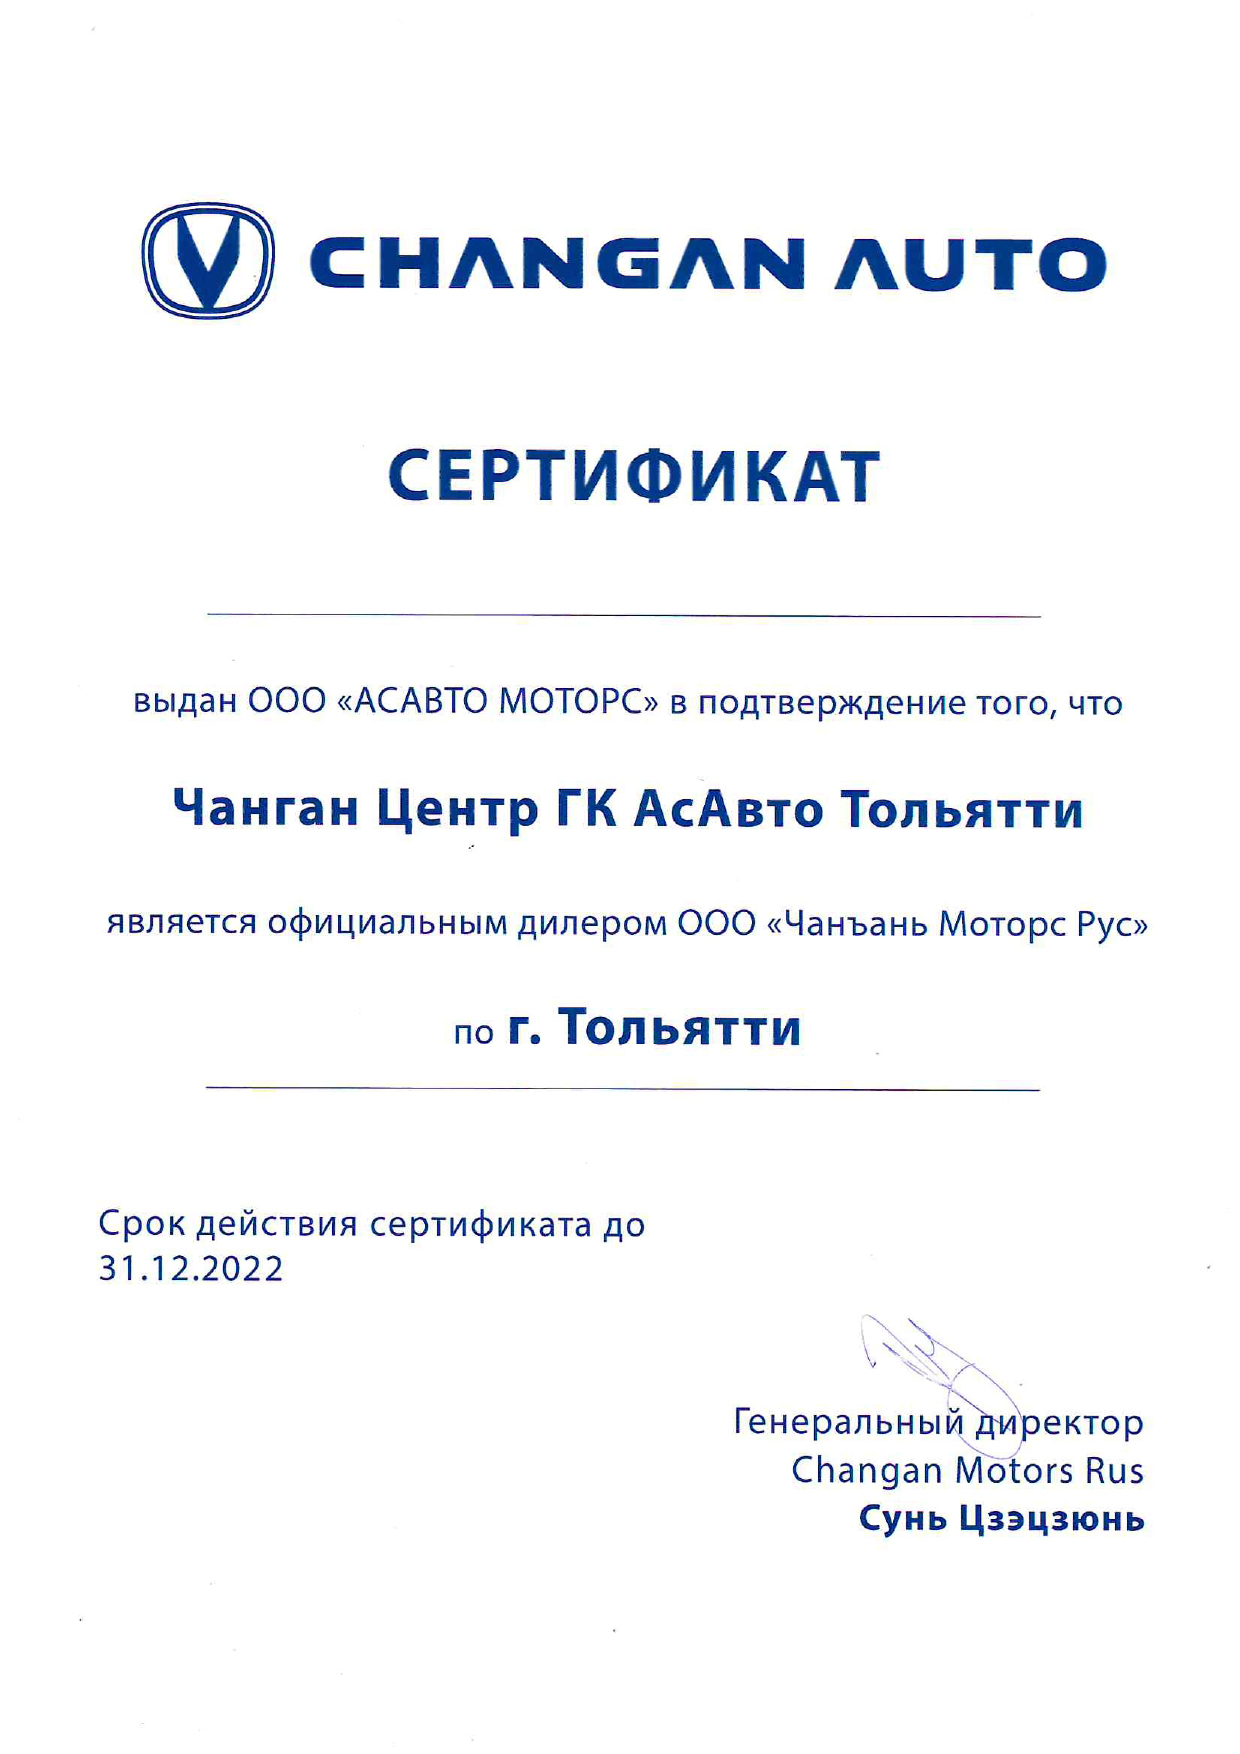 CHANGAN AUTO
СЕРТИФИКАТ
выдан ООО «АСАВТО МОТОРС» в подтверждение того, что
Чанган Центр ГК АсАвто Тольятти
является официальным дилером ООО «Чанъань Моторс Рус»
по г. Тольятти
Срок действия сертификата до
31.12.2022
Генеральный директор
Changan Motors Rus
Сунь Цзэцзюнь